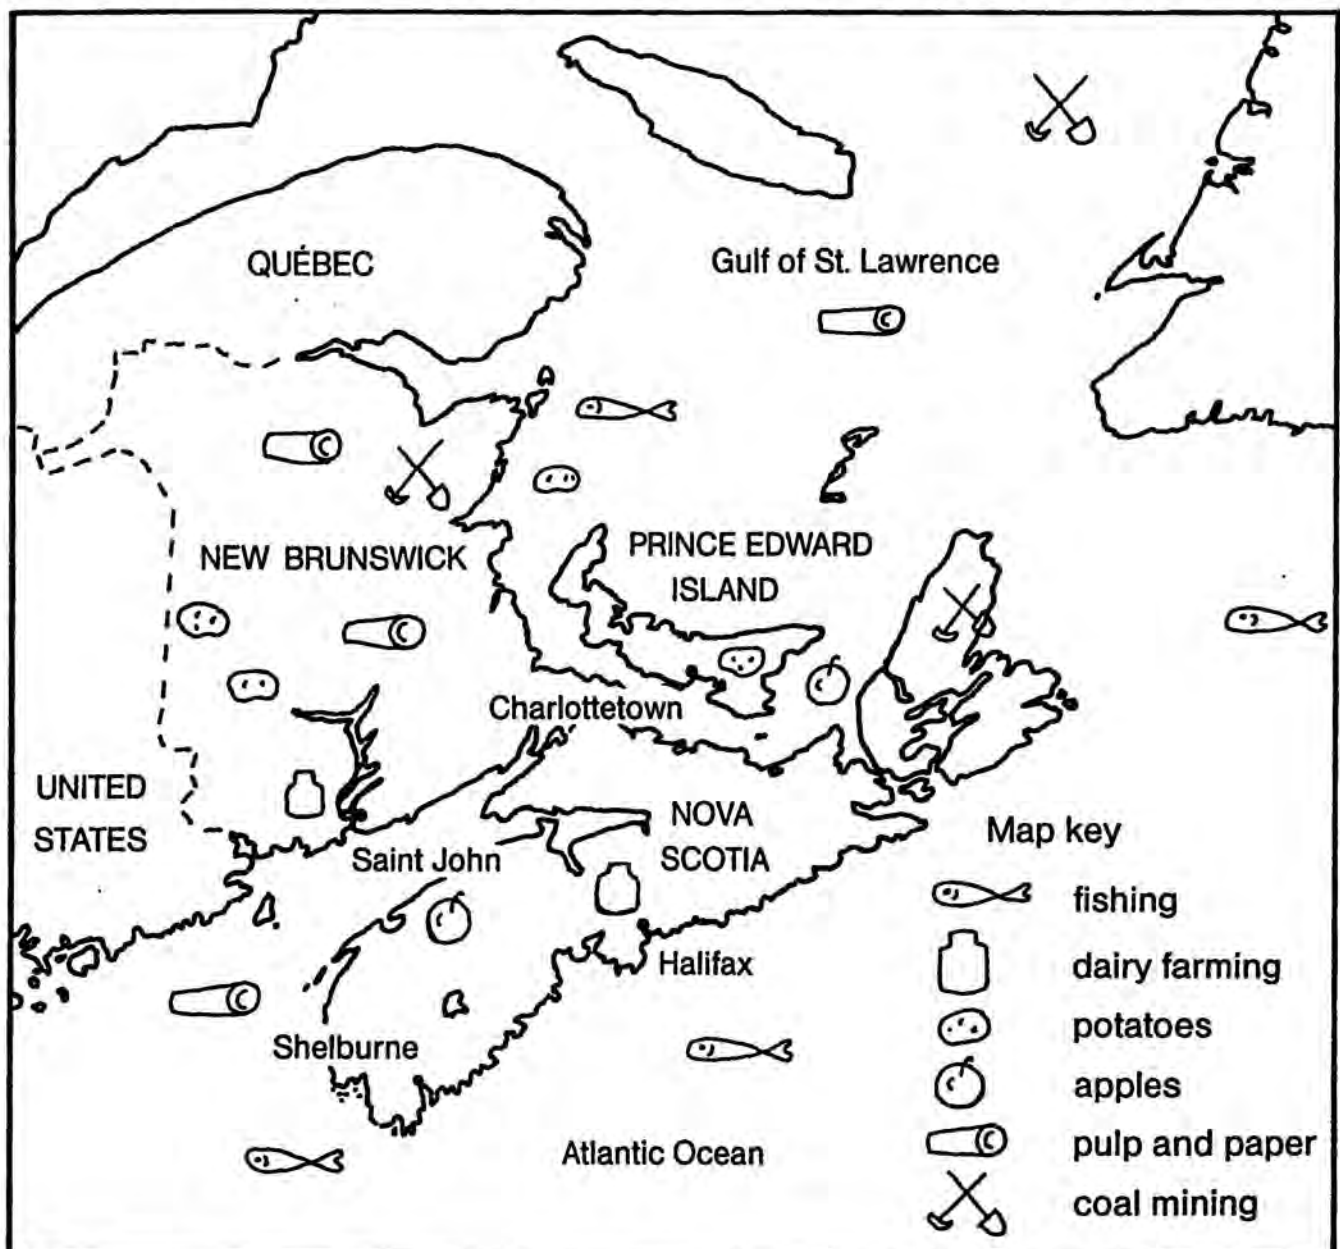 QUÉBEC
Gulf of St. Lawrence
NEW BRUNSWICK
PRINCE EDWARD
ISLAND
Charlottetown
UNITED
STATES
NOVA
SCOTIA
Saint John
Halifax
Shelburne
Atlantic Ocean
Map key
fishing
dairy farming
potatoes
apples
pulp and paper
coal mining